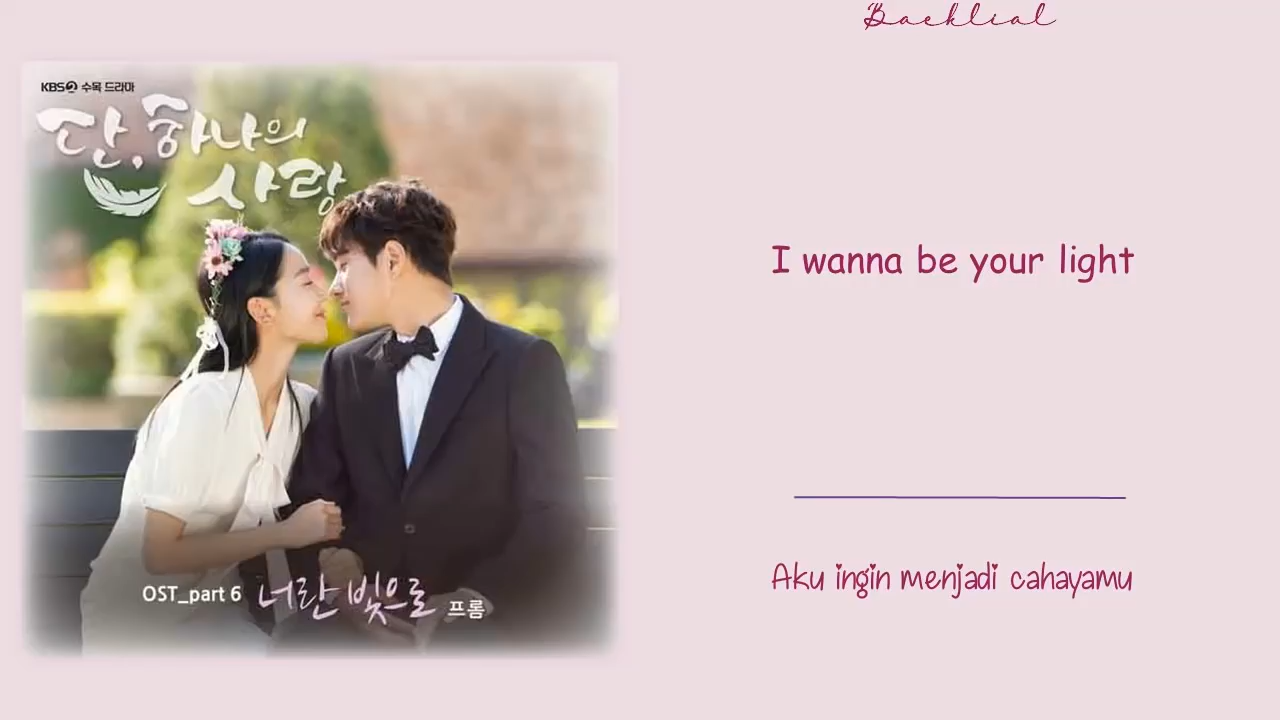 Baeklial
KBS2 수목 드라마
단, 하나의
사랑
I wanna be your light
Aku ingin menjadi cahayamu
OST_part 6 너란 빛으로 프롬